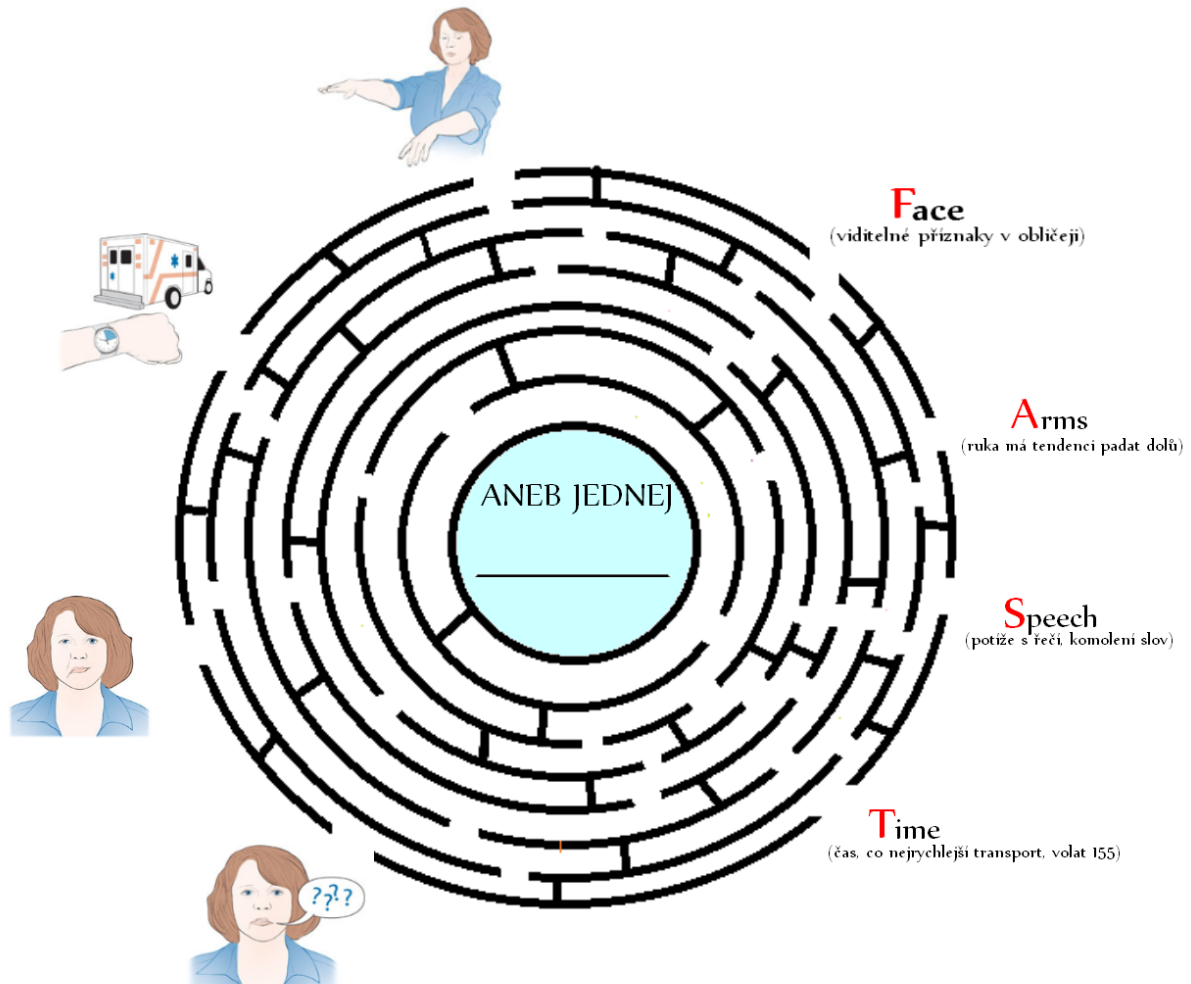 Face
(viditelné příznaky v obličeji)
Arms
(ruka má tendenci padat dolů)
ANEB JEDNEJ
Speech
(potíže s řečí, komolení slov)
Time
(čas, co nejrychlejší transport, volat 155)
????